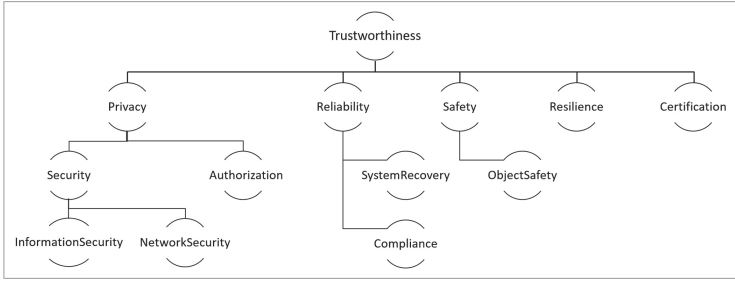 Trustworthiness
Privacy
Reliability
Safety
Resilience
Certification
Security
Authorization
SystemRecovery
ObjectSafety
InformationSecurity
NetworkSecurity
Compliance